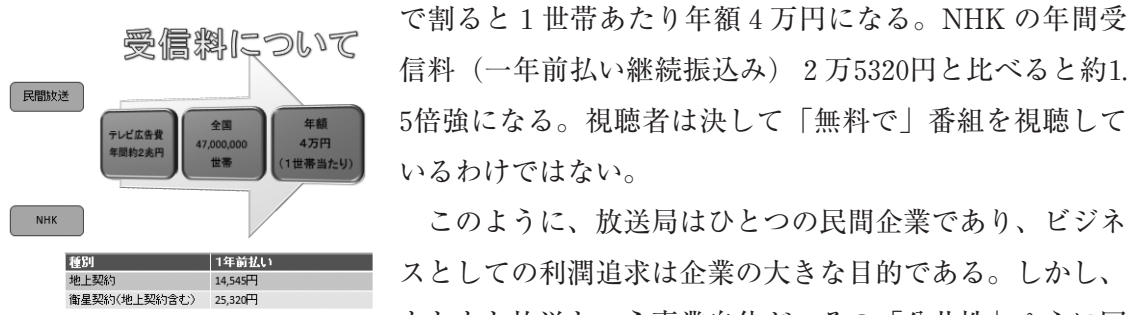 受信料について
民間放送
テレビ広告費
年間約2兆円
全国
47,000,000
世帯
年額
4万円
(1世帯当たり)
NHK
種別 1年前払い
地上契約 14,545円
衛星契約(地上契約含む) 25,320円
で割ると1世帯あたり年額4万円になる。NHK の年間受
信料（一年前払い継続振込み） 2万5320円と比べると約1.
5倍強になる。視聴者は決して「無料で」番組を視聴して
いるわけではない。
このように、放送局はひとつの民間企業であり、ビジネ
スとしての利潤追求は企業の大きな目的である。しかし、